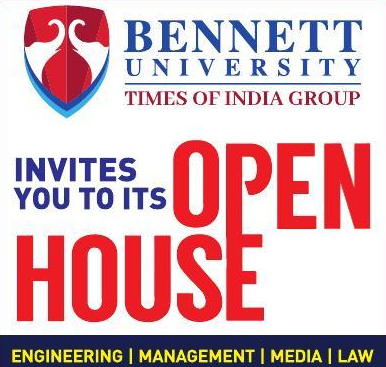 BENNETT
UNIVERSITY
TIMES OF INDIA GROUP
INVITES
YOU TO ITS OPEN
HOUSE
ENGINEERING | MANAGEMENT | MEDIA | LAW